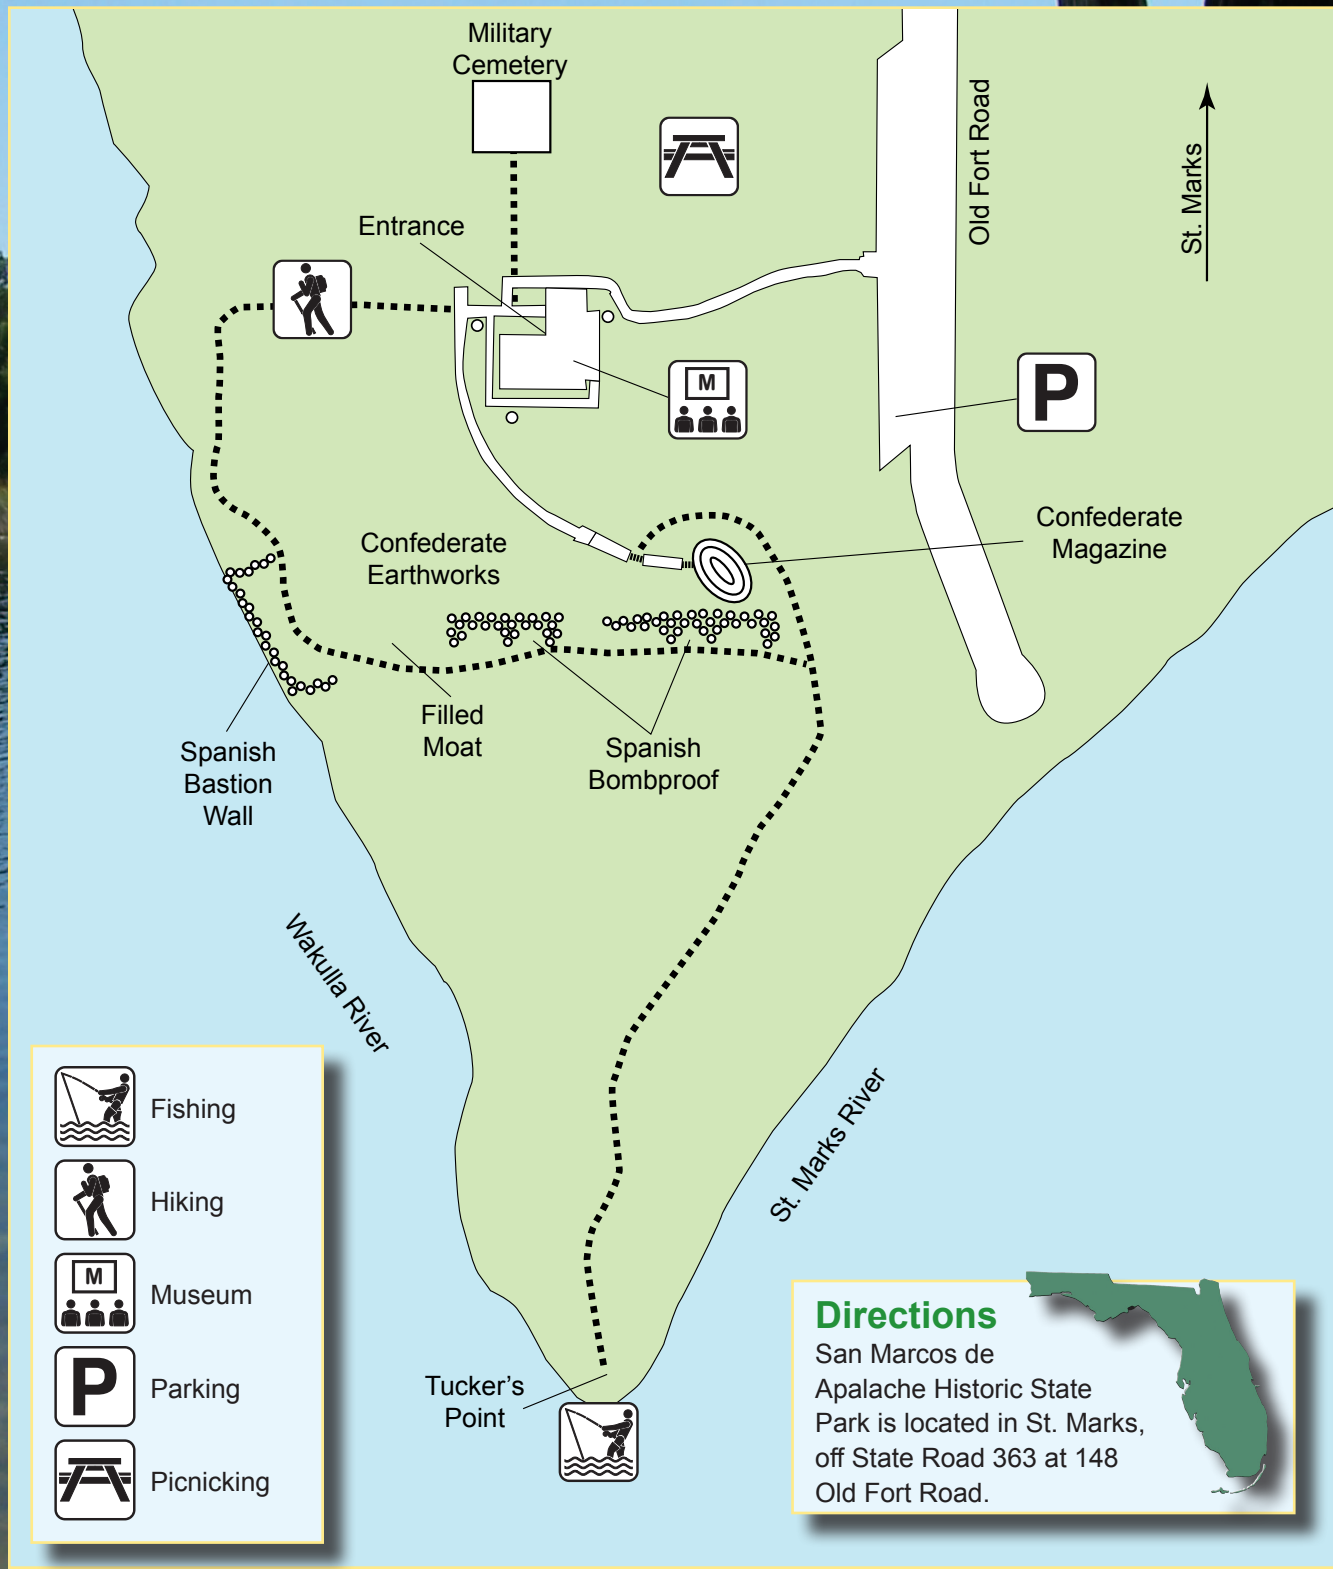 Military
Cemetery
Old Fort Road
St. Marks
Entrance
M
P
Confederate
Magazine
Confederate
Earthworks
Filled
Moat
Spanish
Bombproof
Spanish
Bastion
Wall
Wakulla River
St. Marks River
Fishing
Hiking
M
Museum
P
Parking
Picnicking
Tucker's
Point
Directions
San Marcos de
Apalache Historic State
Park is located in St. Marks,
off State Road 363 at 148
Old Fort Road.